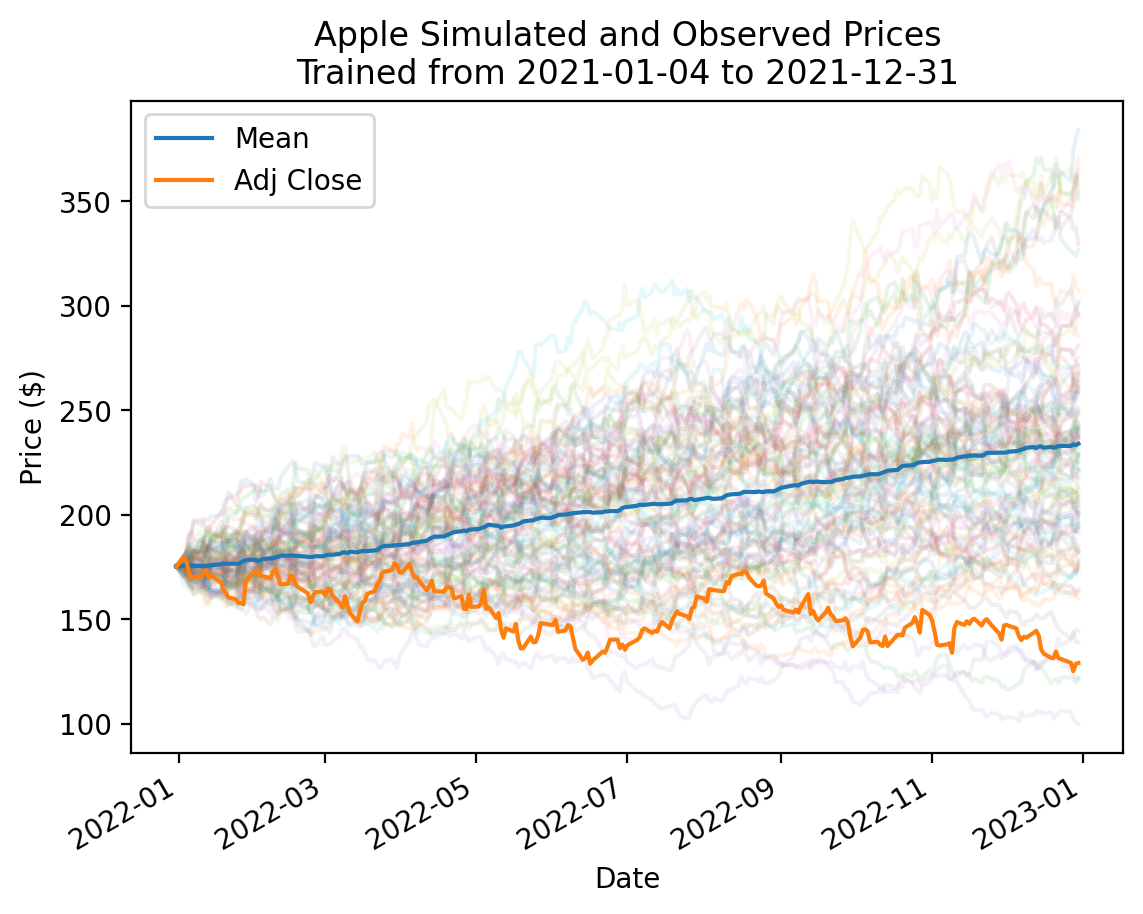 Apple Simulated and Observed Prices
Trained from 2021-01-04 to 2021-12-31
Mean
Adj Close
Price ($)
350
300
250
200
150
100
2022-01
2022-03
2022-05
2022-07
2022-09
2022-11
2023-01
Date